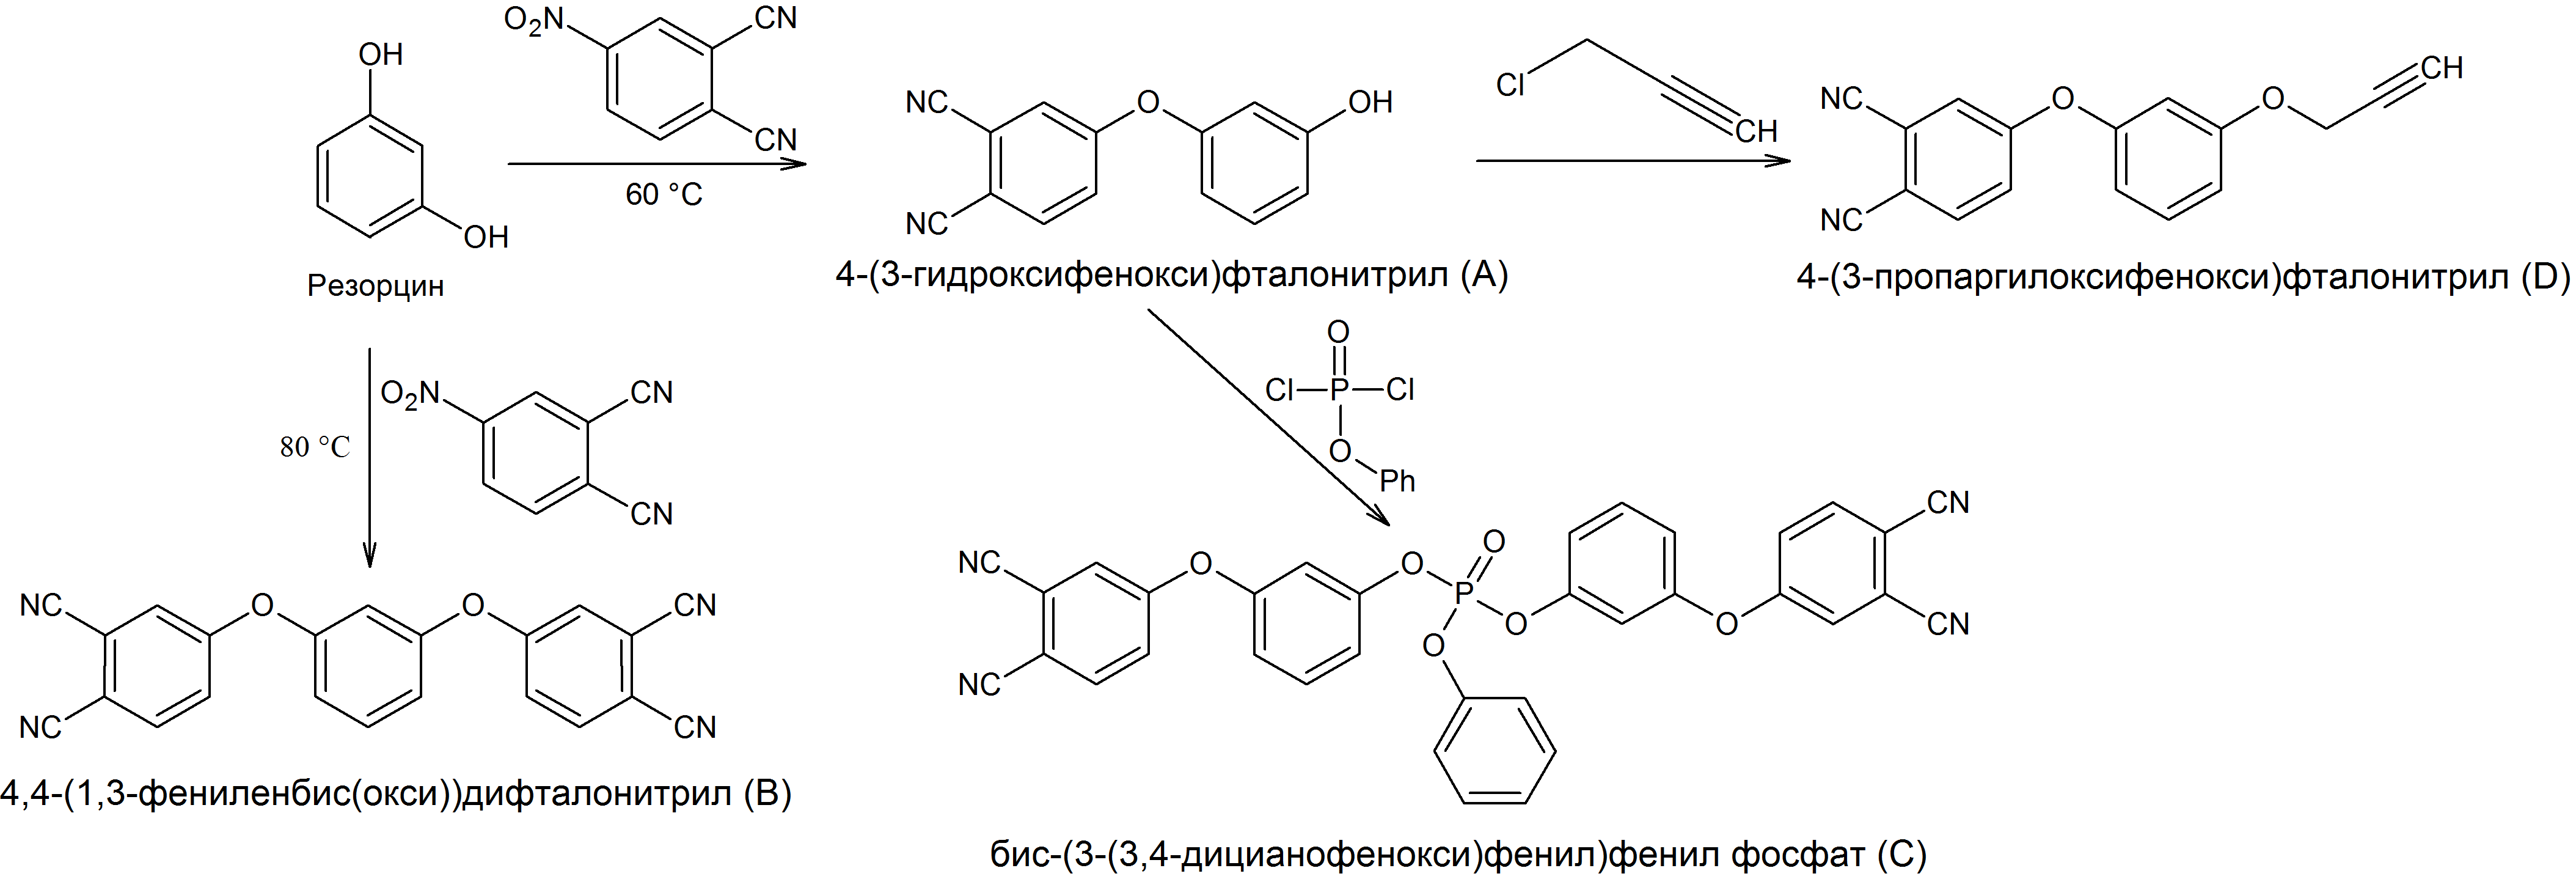 OH
OH
Резорцин
O2N
CN
CN
60 °C
NC
NC
O
OH
4-(3-гидроксифенокси)фталонитрил (A)
Cl
CH
NC
NC
O
O
CH
4-(3-пропаргилоксифенокси)фталонитрил (D)
80 °C
O2N
CN
CN
O
Cl
P
Cl
O
Ph
NC
NC
O
O
CN
CN
4,4-(1,3-фениленбис(окси))дифталонитрил (B)
NC
NC
O
O
P
O
O
O
O
CN
CN
бис-(3-(3,4-дицианофенокси)фенил)фенил фосфат (C)